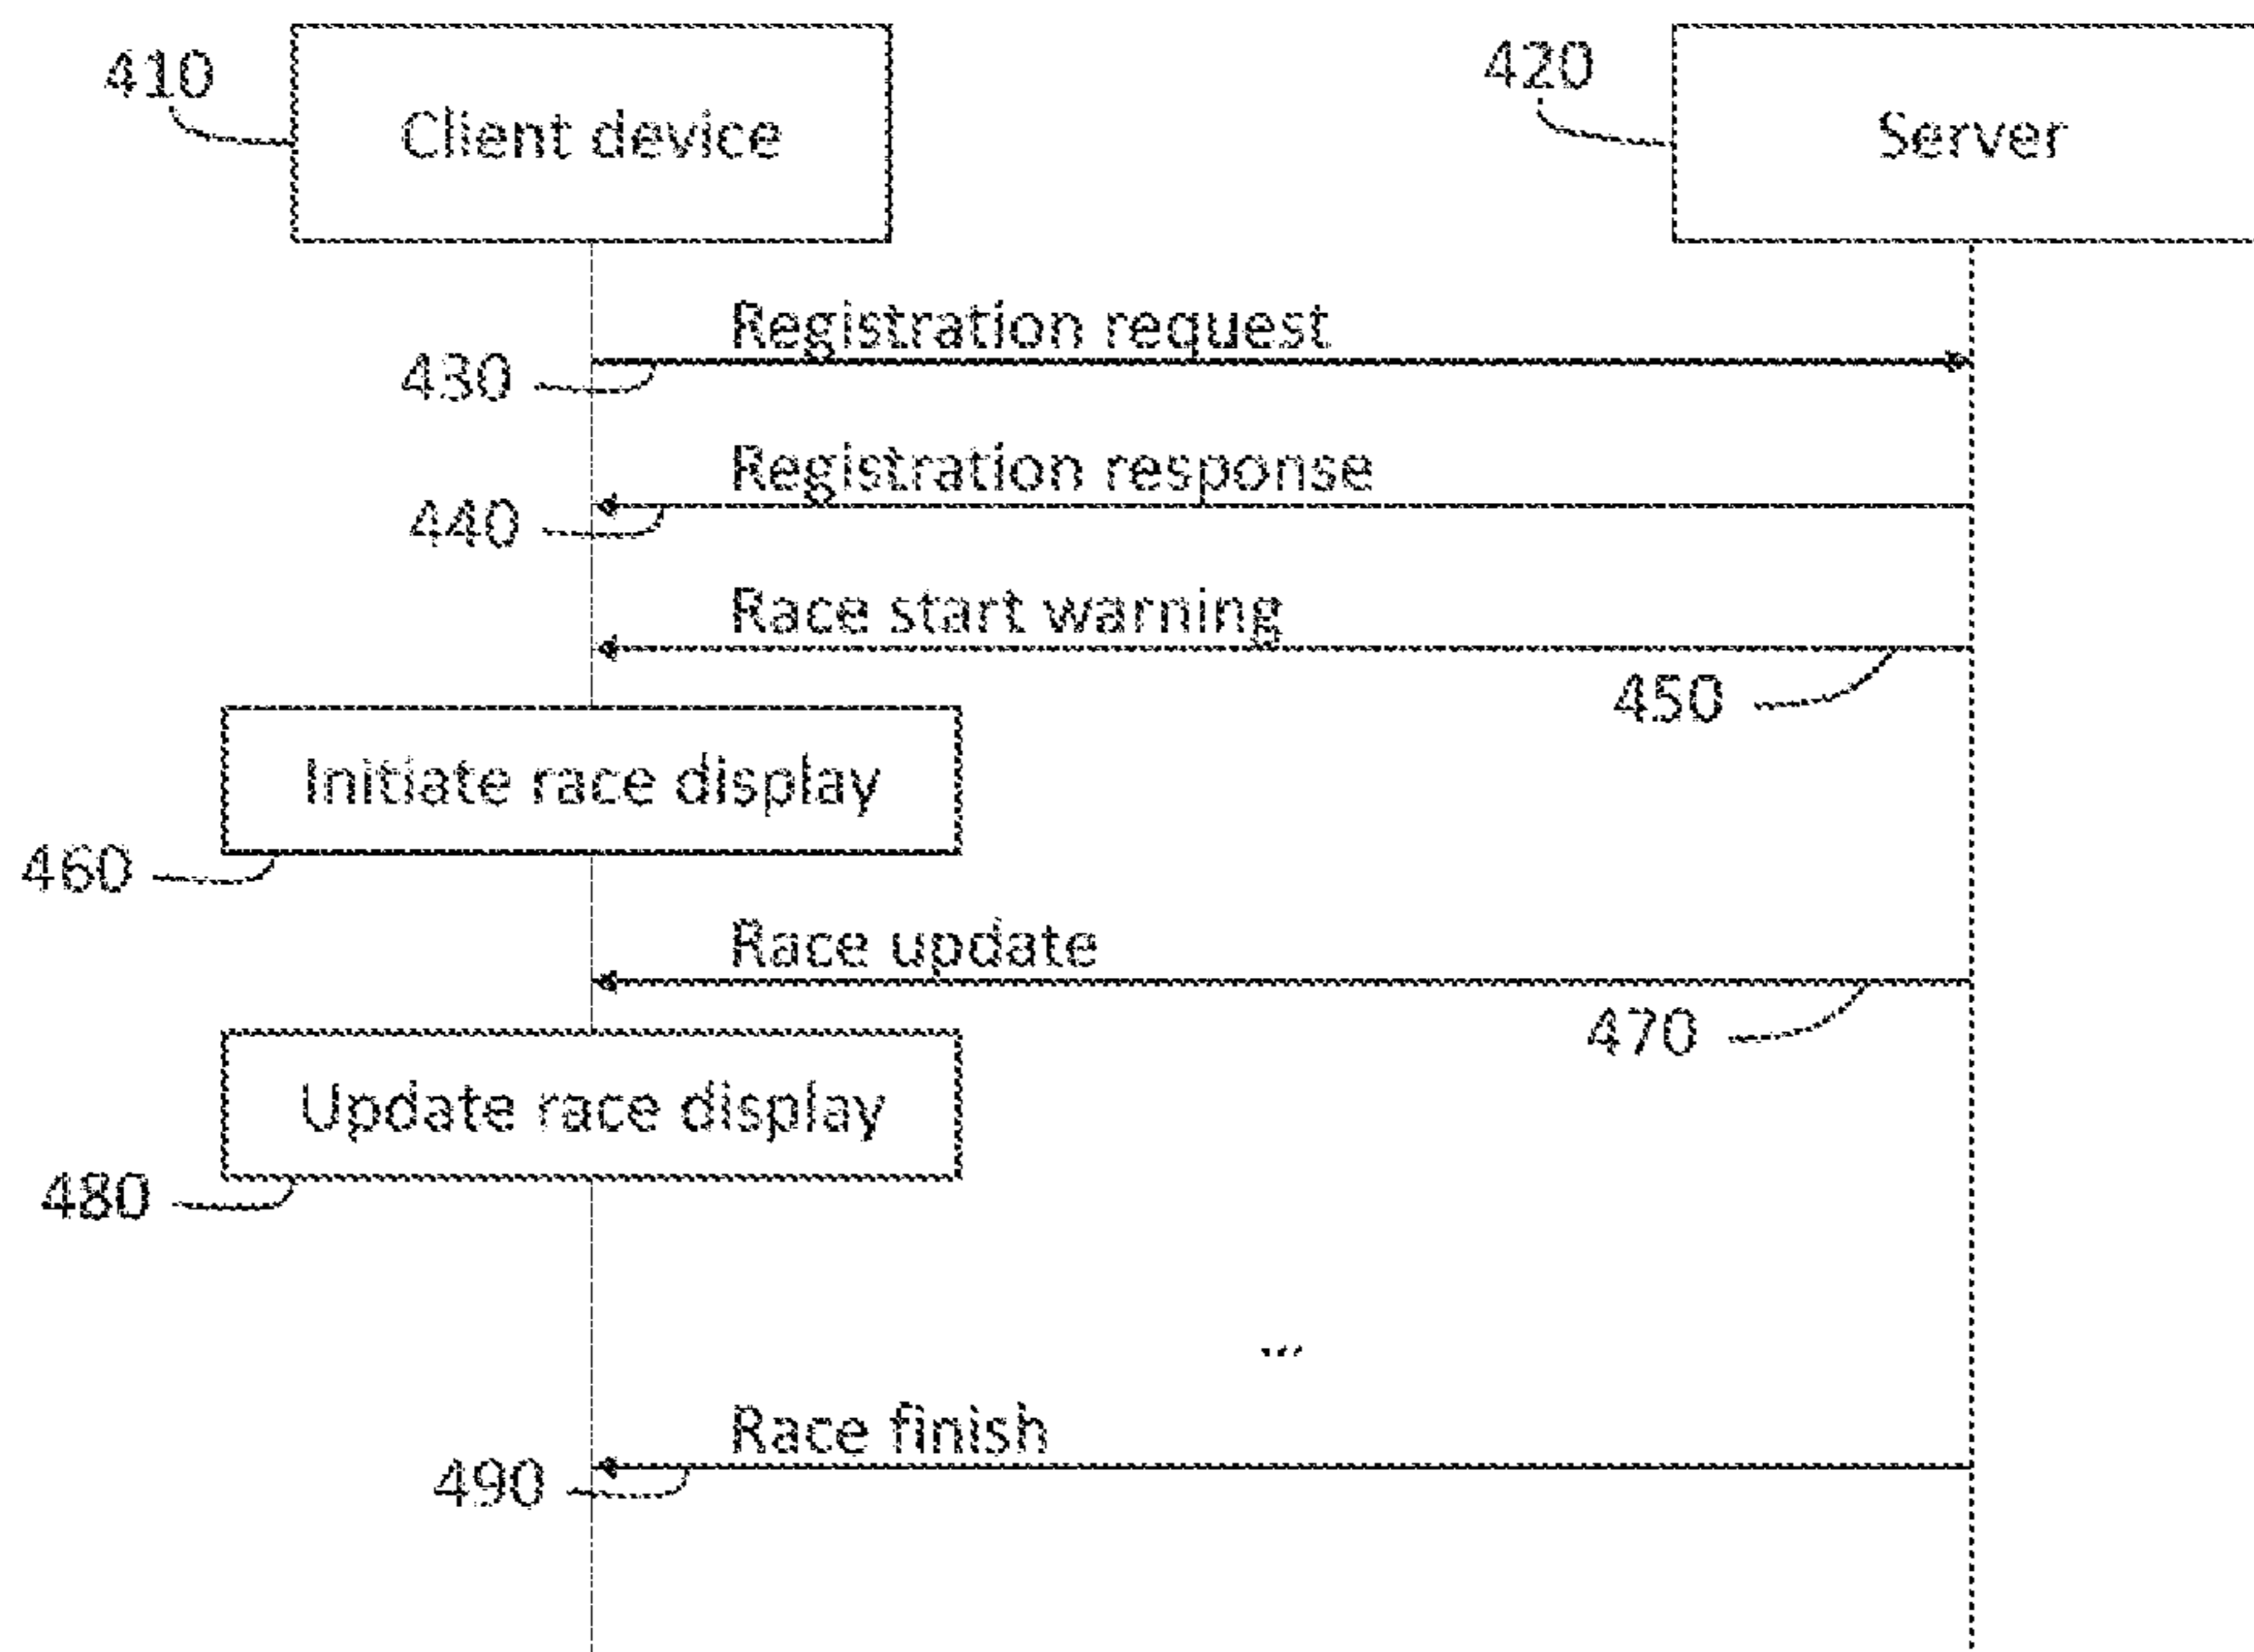 410
Client device
420
Server
Registration request
430
Registration response
440
Race start warning
450
Initiate race display
460
Race update
470
Update race display
480
...
Race finish
490